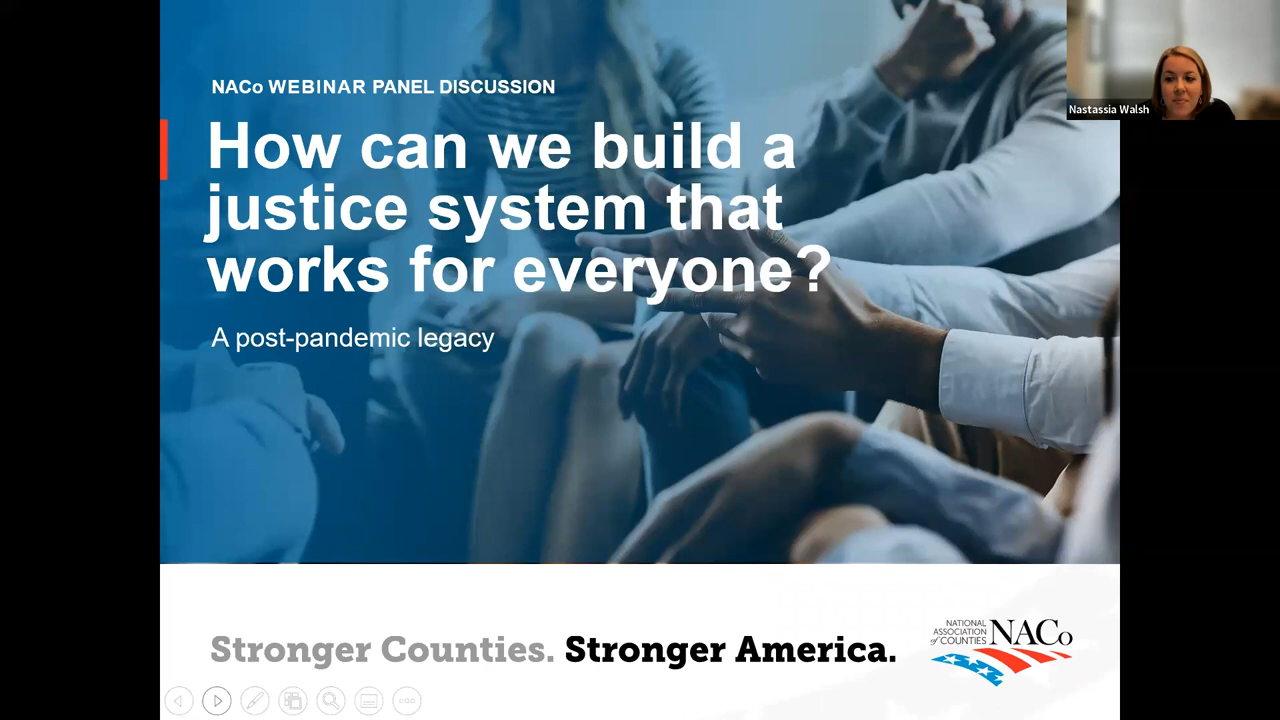 NACo WEBINAR PANEL DISCUSSION
How can we build a
justice system that
works for everyone?
A post-pandemic legacy
Nastassia Walsh
Stronger Counties. Stronger America.
NATIONAL
ASSOCIATION
of COUNTIES
NACo